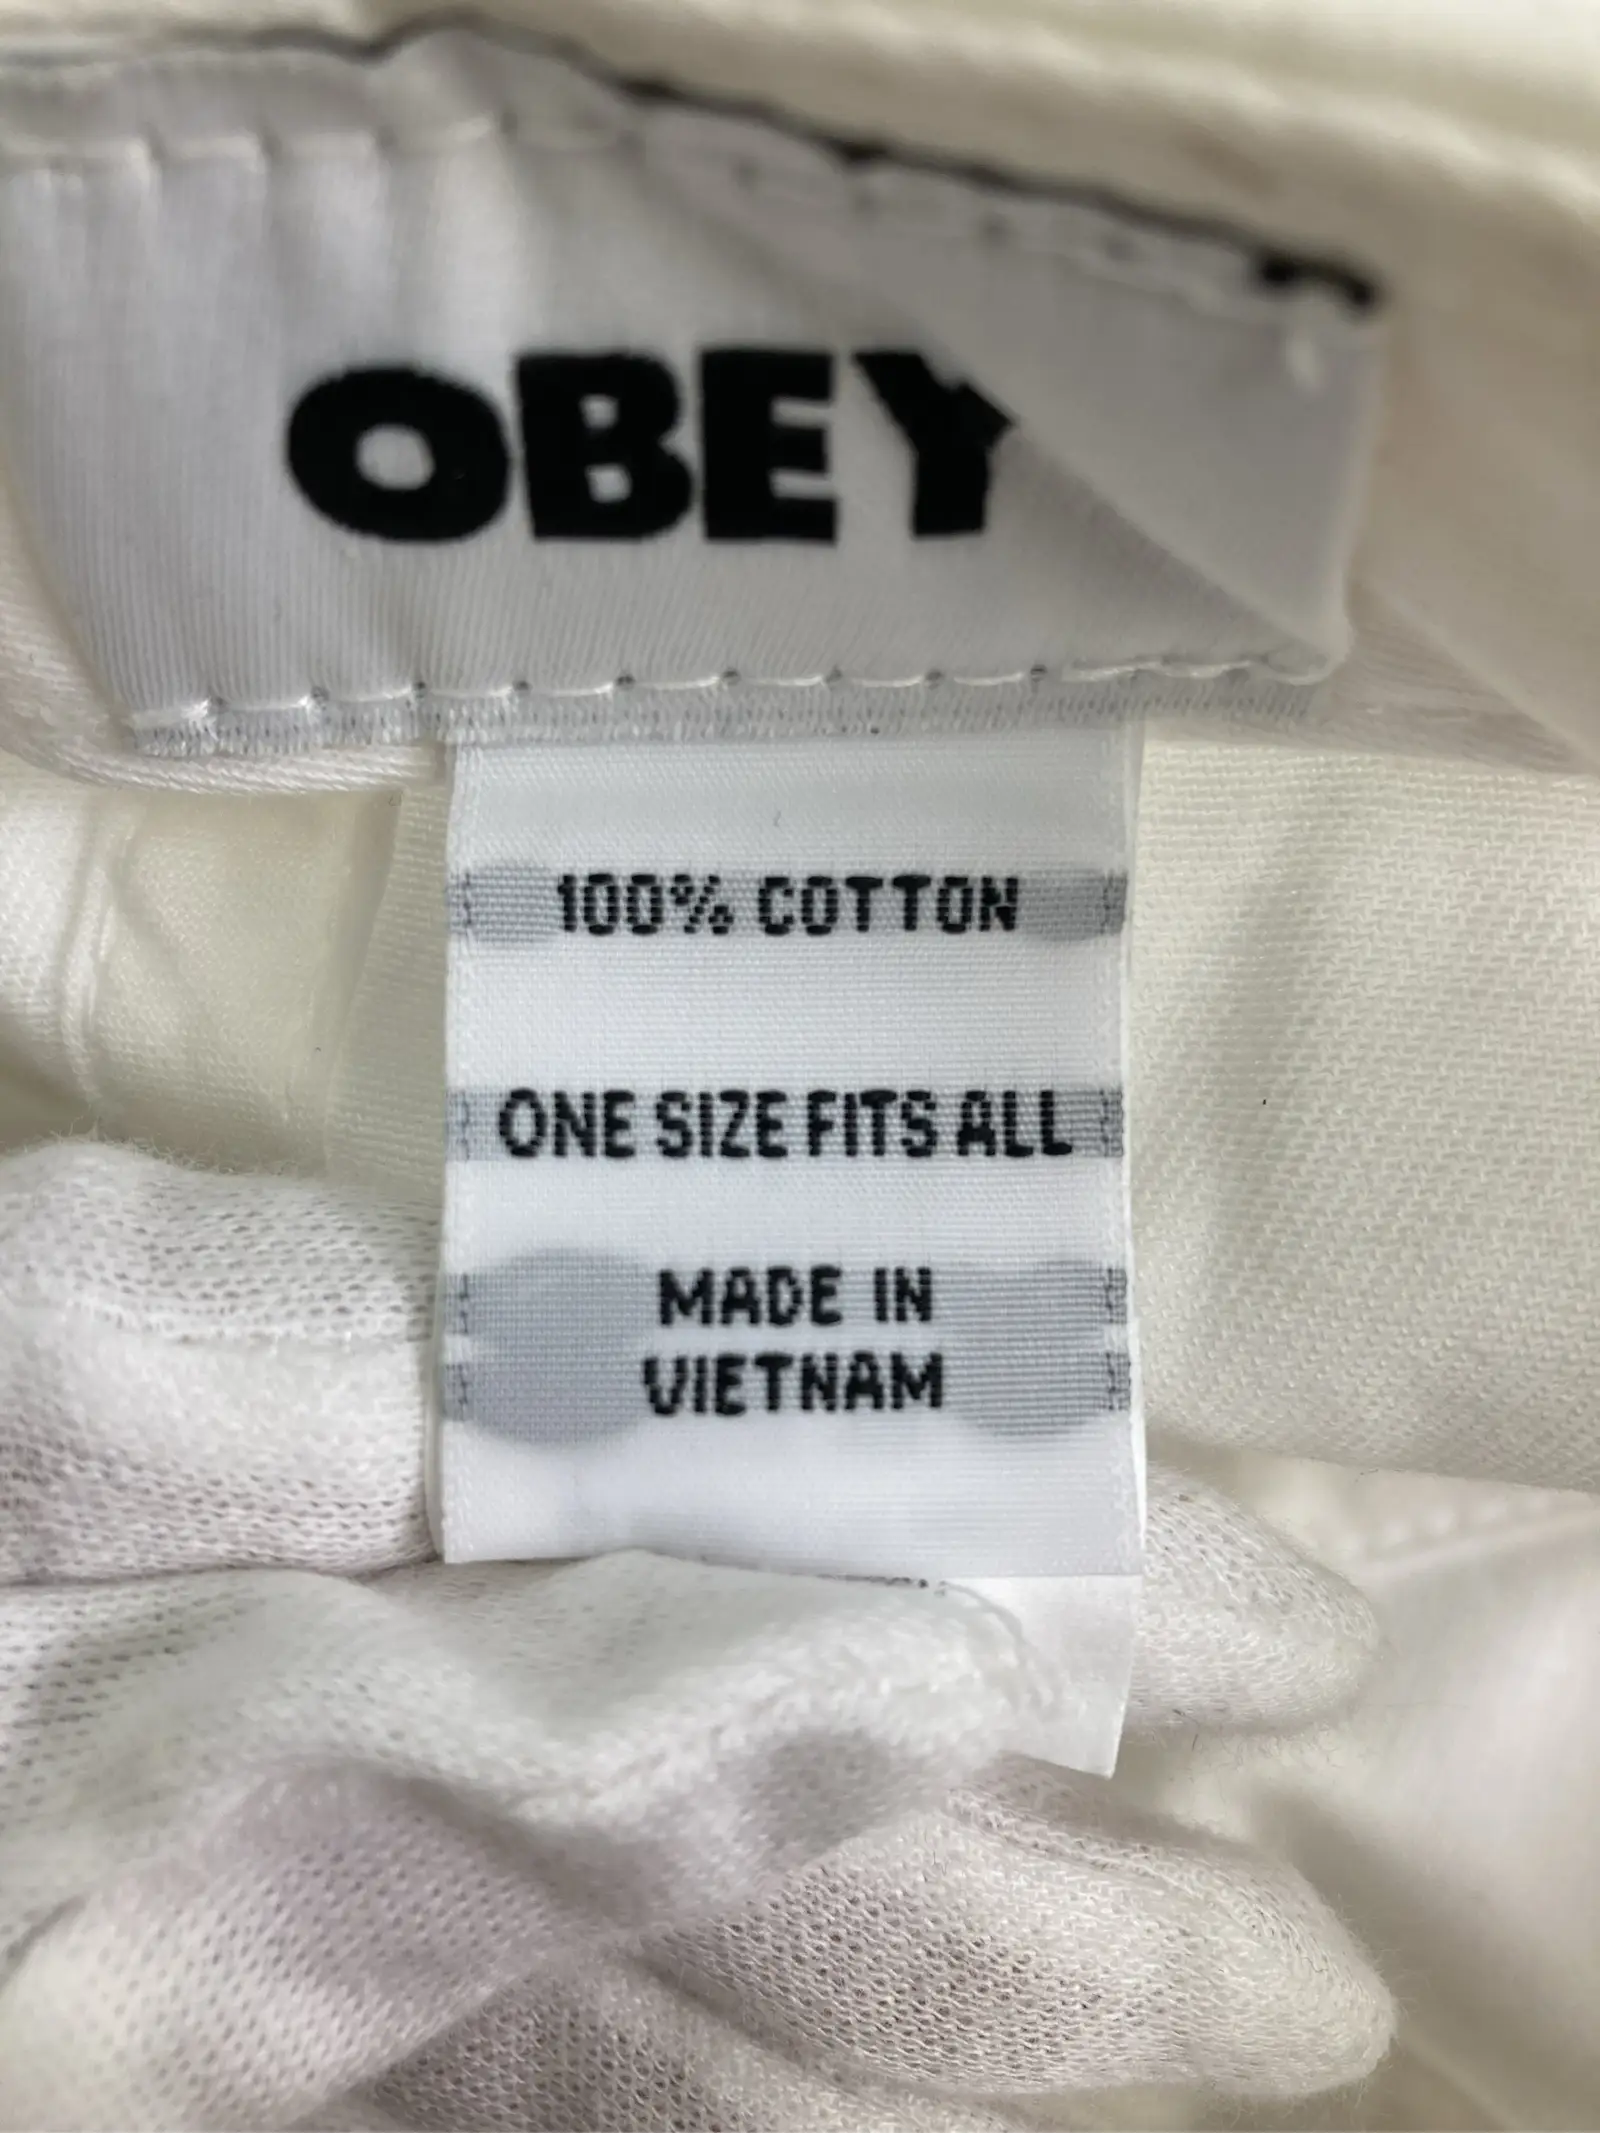 OBEY
100% COTTON
ONE SIZE FITS ALL
MADE IN
VIETNAM